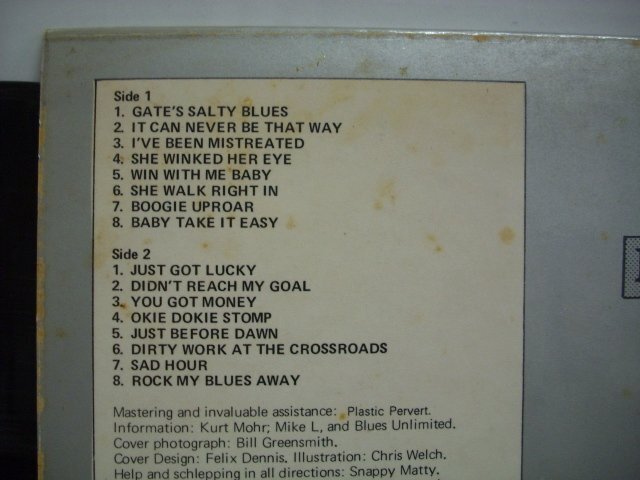 Side 1
1. GATE'S SALTY BLUES
2. IT CAN NEVER BE THAT WAY
3. I'VE BEEN MISTREATED
4. SHE WINKED HER EYE
5. WIN WITH ME BABY
6. SHE WALK RIGHT IN
7. BOOGIE UPROAR
8. BABY TAKE IT EASY
Side 2
1. JUST GOT LUCKY
2. DIDN'T REACH MY GOAL
3. YOU GOT MONEY
4. OKIE DOKIE STOMP
5. JUST BEFORE DAWN
6. DIRTY WORK AT THE CROSSROADS
7. SAD HOUR
8. ROCK MY BLUES AWAY
Mastering and invaluable assistance: Plastic Pervert.
Information: Kurt Mohr; Mike L, and Blues Unlimited.
Cover photograph: Bill Greensmith.
Cover Design: Felix Dennis. Illustration: Chris Welch.
Help and schlepping in all directions: Snappy Matty.